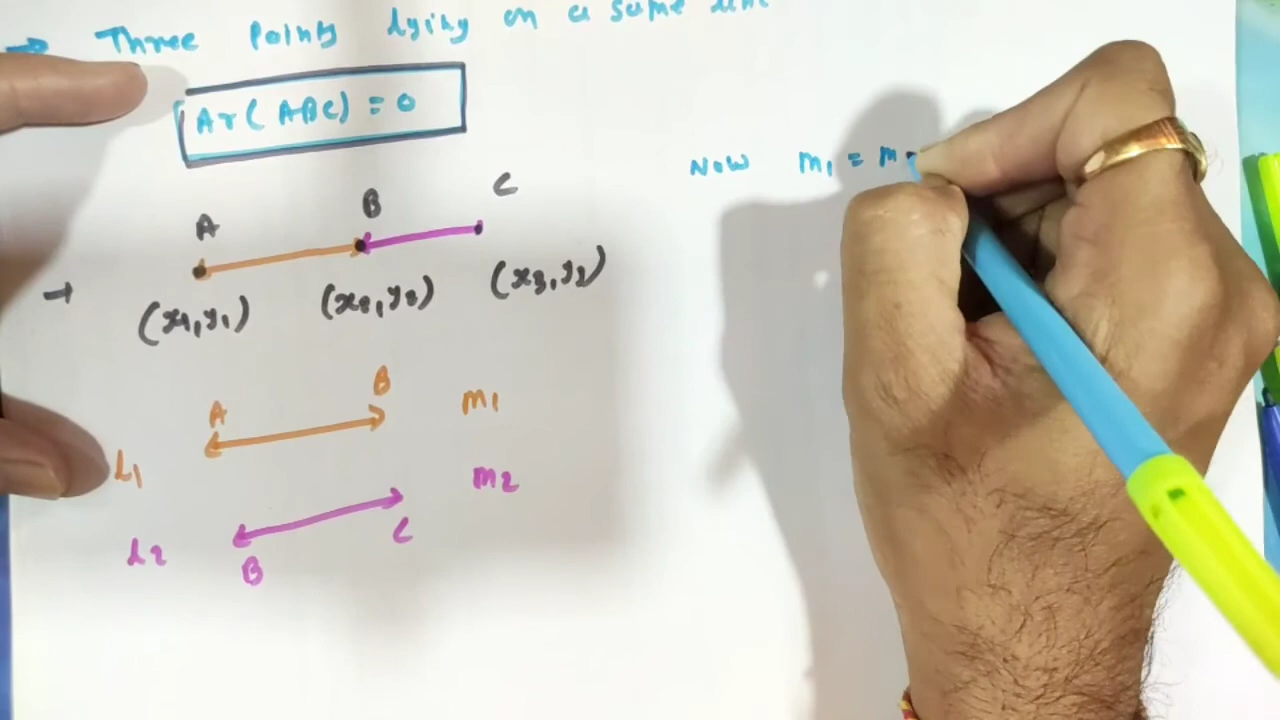 → Three Points lying on a same line
Ar(ABC) = 0
Now m1 = m
A B C
→ (x1,y1) (x2,y2) (x3,y3)
A B m1
L1
m2
L2 B C